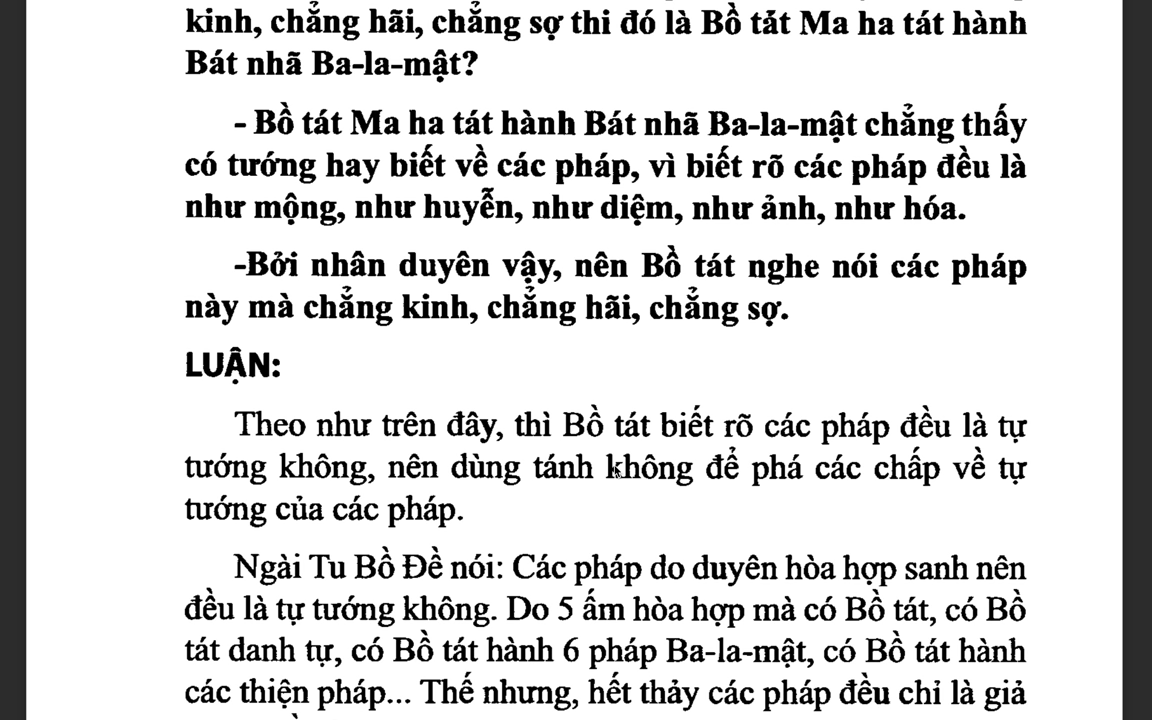 kinh, chẳng hãi, chẳng sợ thi đó là Bồ tát Ma ha tát hành
Bát nhã Ba-la-mật?
- Bồ tát Ma ha tát hành Bát nhã Ba-la-mật chẳng thấy
có tướng hay biết về các pháp, vì biết rõ các pháp đều là
như mộng, như huyễn, như diệm, như ảnh, như hóa.
-Bởi nhân duyên vậy, nên Bồ tát nghe nói các pháp
này mà chẳng kinh, chẳng hãi, chẳng sợ.
LUẬN:
Theo như trên đây, thì Bồ tát biết rõ các pháp đều là tự
tướng không, nên dùng tánh không để phá các chấp về tự
tướng của các pháp.
Ngài Tu Bồ Đề nói: Các pháp do duyên hòa hợp sanh nên
đều là tự tướng không. Do 5 ấm hòa hợp mà có Bồ tát, có Bồ
tát danh tự, có Bồ tát hành 6 pháp Ba-la-mật, có Bồ tát hành
các thiện pháp... Thế nhưng, hết thảy các pháp đều chỉ là giả